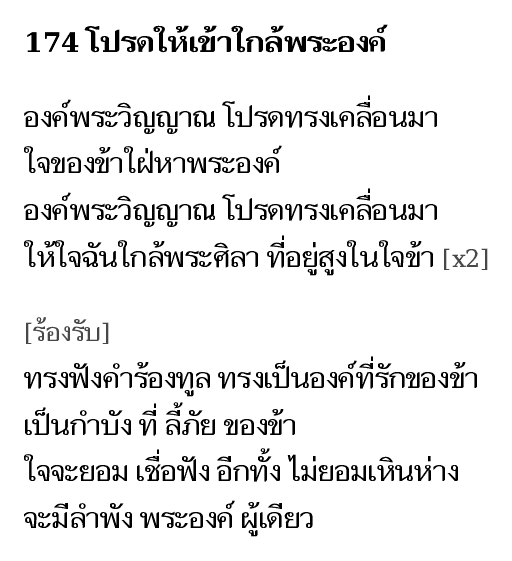 174 โปรดให้เข้าใกล้พระองค์
องค์พระวิญญาณ โปรดทรงเคลื่อนมา
ใจของข้าใฝ่หาพระองค์
องค์พระวิญญาณ โปรดทรงเคลื่อนมา
ให้ใจฉันใกล้พระศิลา ที่อยู่สูงในใจข้า [x2]
[ร้องรับ]
ทรงฟังคำร้องทูล ทรงเป็นองค์ที่รักของข้า
เป็นกำบัง ที่ ลี้ภัย ของข้า
ใจจะยอม เชื่อฟัง อีกทั้ง ไม่ยอมเหินห่าง
จะมีลำพัง พระองค์ ผู้เดียว